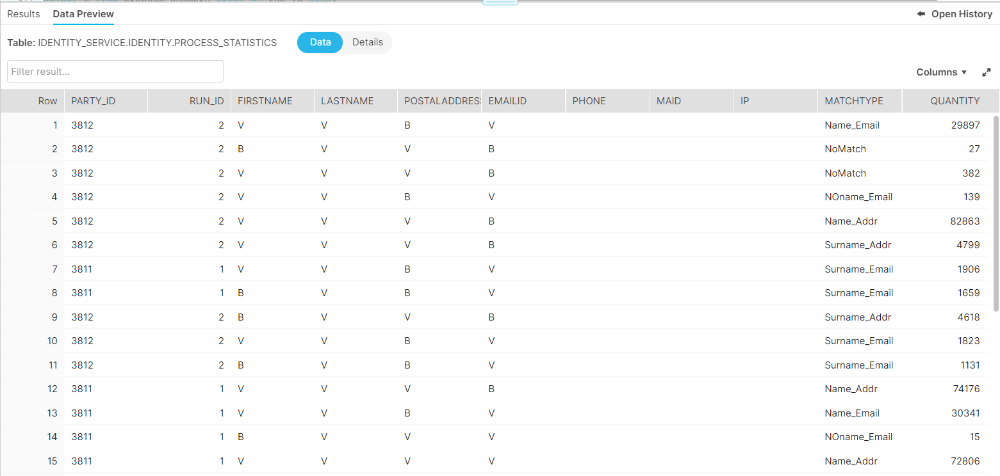 Results Data Preview Open History
Table: IDENTITY_SERVICE.IDENTITY.PROCESS_STATISTICS Data Details
Filter result...
Columns
Row PARTY_ID RUN_ID FIRSTNAME LASTNAME POSTALADDRES EMAILID PHONE MAID IP MATCHTYPE QUANTITY
1 3812 2 V V B V Name_Email 29897
2 3812 2 B V V B NoMatch 27
3 3812 2 V V V B NoMatch 382
4 3812 2 V V B V NOname_Email 139
5 3812 2 V V V B Name_Addr 82863
6 3812 2 V V V B Surname_Addr 4799
7 3811 1 V V B V Surname_Email 1906
8 3811 1 B V B V Surname_Email 1659
9 3812 2 B V V B Surname_Addr 4618
10 3812 2 V V B V Surname_Email 1823
11 3812 2 B V B V Surname_Email 1131
12 3811 1 V V V B Name_Addr 74176
13 3811 1 V V B V Name_Email 30341
14 3811 1 B V V V NOname_Email 15
15 3811 1 V V V V Name_Addr 72806